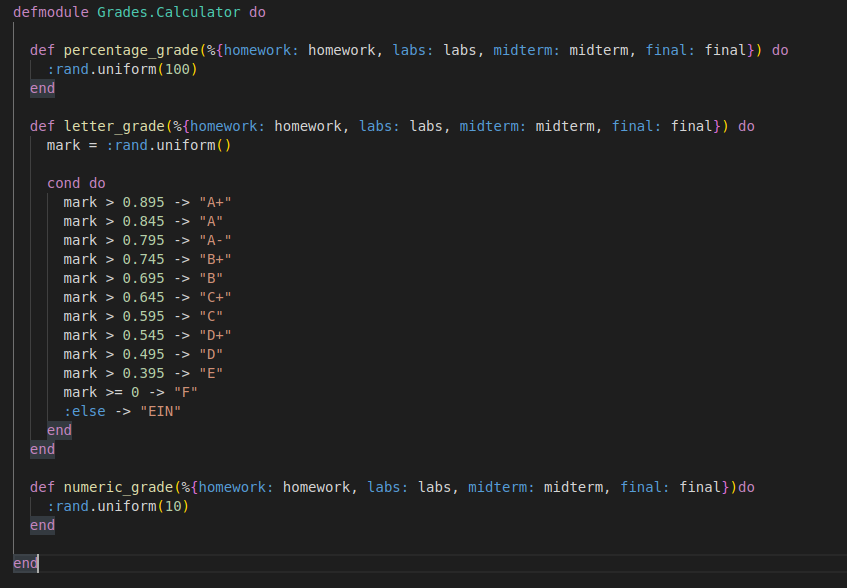 defmodule Grades.Calculator do
  def percentage_grade(%{homework: homework, labs: labs, midterm: midterm, final: final}) do
    :rand.uniform(100)
  end
  def letter_grade(%{homework: homework, labs: labs, midterm: midterm, final: final}) do
    mark = :rand.uniform()
    cond do
      mark > 0.895 -> "A+"
      mark > 0.845 -> "A"
      mark > 0.795 -> "A-"
      mark > 0.745 -> "B+"
      mark > 0.695 -> "B"
      mark > 0.645 -> "C+"
      mark > 0.595 -> "C"
      mark > 0.545 -> "D+"
      mark > 0.495 -> "D"
      mark > 0.395 -> "E"
      mark >= 0 -> "F"
      :else -> "EIN"
    end
  end
  def numeric_grade(%{homework: homework, labs: labs, midterm: midterm, final: final})do
    :rand.uniform(10)
  end
end